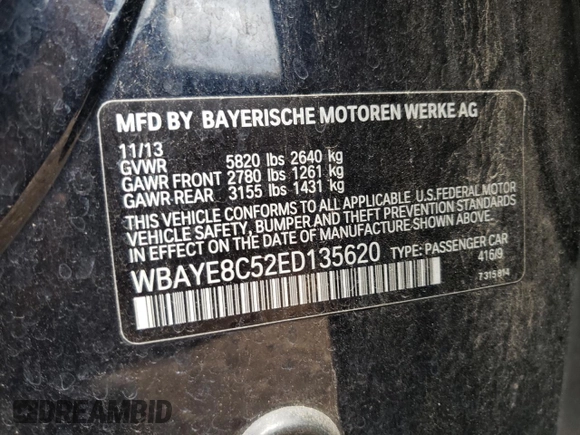 MFD BY BAYERISCHE MOTOREN WERKE AG
11/13
GVWR 5820 lbs 2640 kg
GAWR FRONT 2780 lbs 1261 kg
GAWR REAR 3155 lbs 1431 kg
THIS VEHICLE CONFORMS TO ALL APPLICABLE U.S.FEDERAL MOTOR
VEHICLE SAFETY, BUMPER AND THEFT PREVENTION STANDARDS
IN EFFECT ON THE DATE OF MANUFACTURE SHOWN ABOVE.
WBAYE8C52ED135620 TYPE: PASSENGER CAR
416/9
7 315 814
DREAMBID